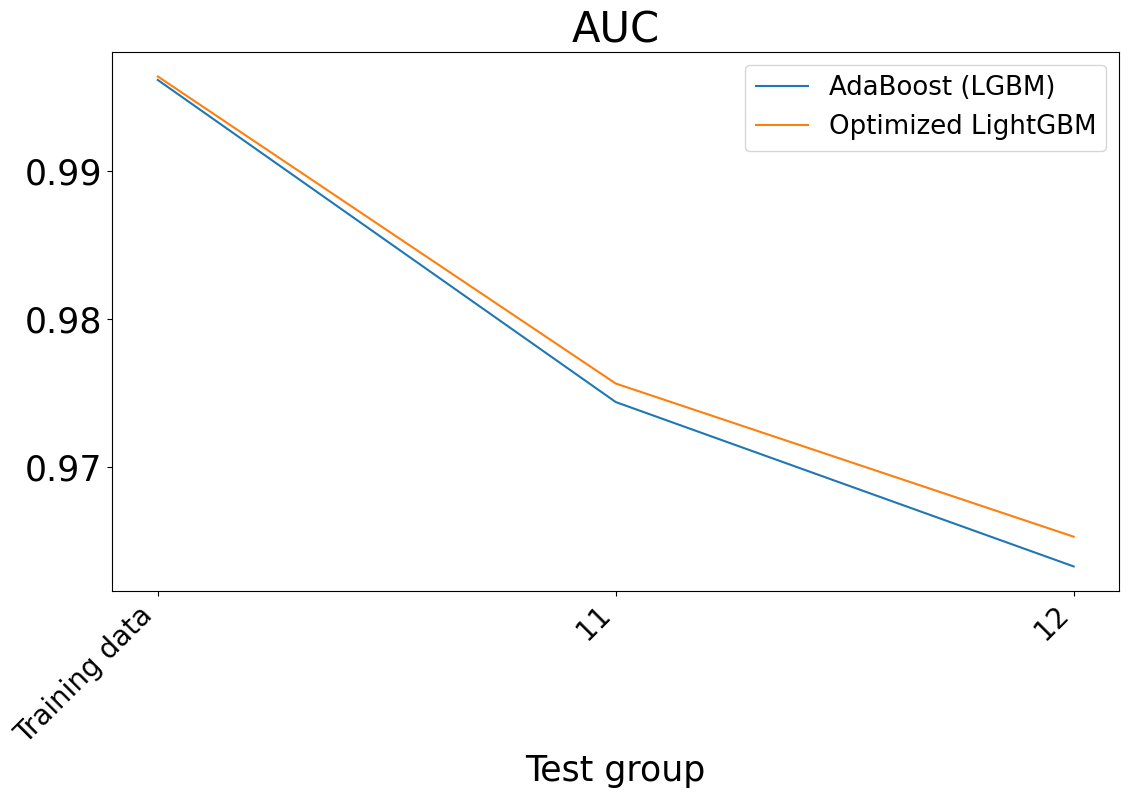 AUC
AdaBoost (LGBM)
Optimized LightGBM
0.99
0.98
0.97
Training data
11
12
Test group